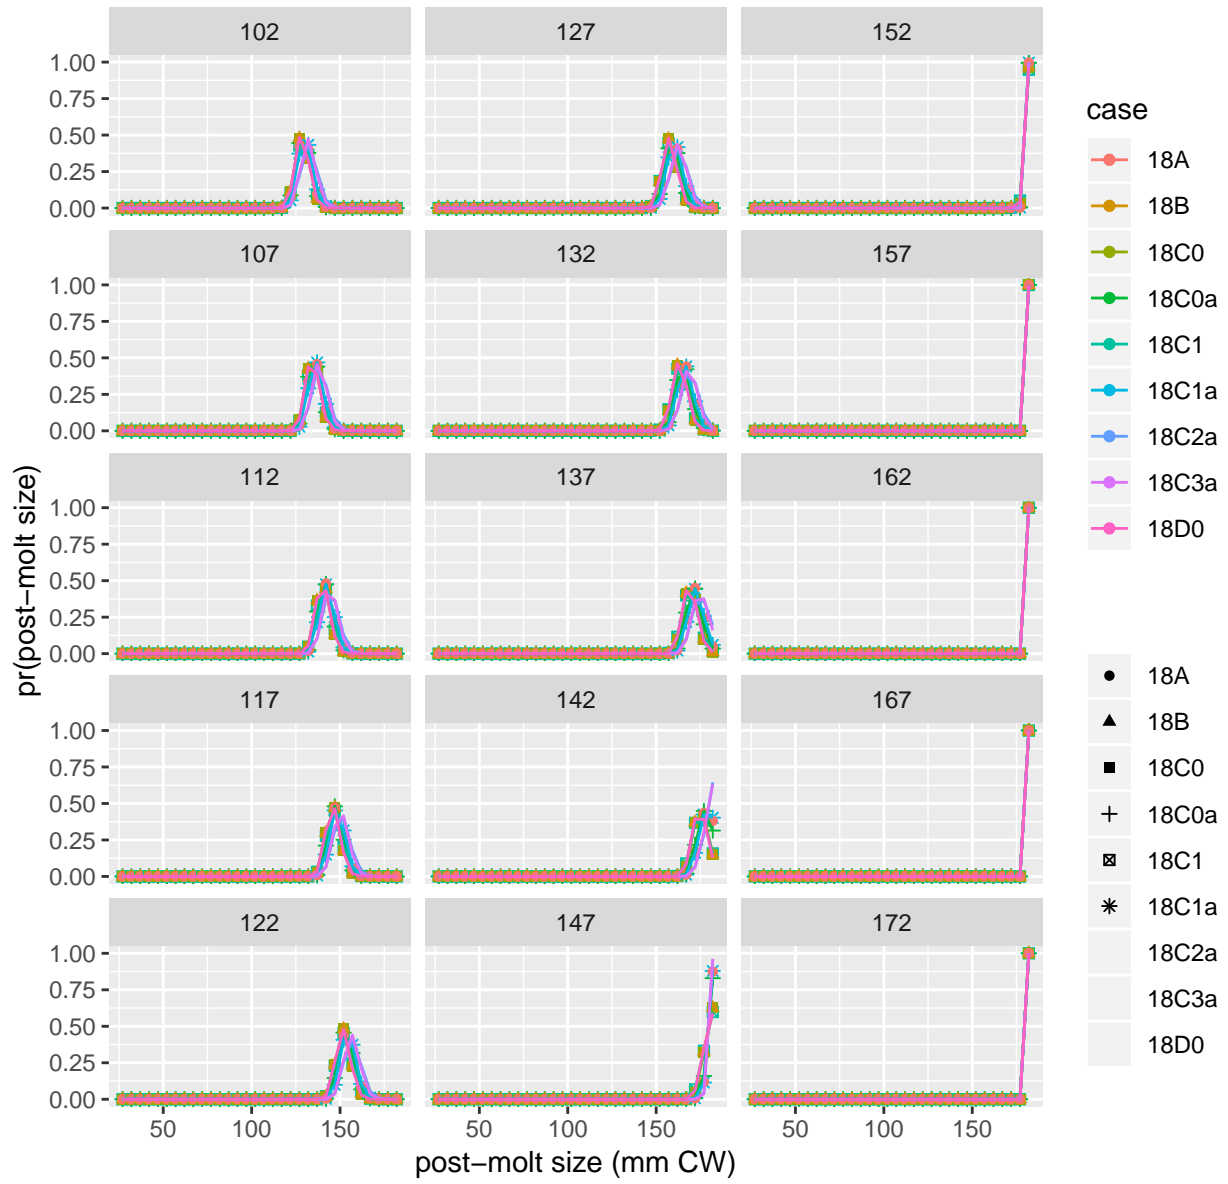 102 127 152
1.00
0.75
0.50
0.25
0.00
107 132 157
1.00
0.75
0.50
0.25
0.00
112 137 162
1.00
0.75
0.50
0.25
0.00
117 142 167
1.00
0.75
0.50
0.25
0.00
122 147 172
1.00
0.75
0.50
0.25
0.00
50 100 150 50 100 150 50 100 150
post−molt size (mm CW)
pr(post−molt size)
case
18A
18B
18C0
18C0a
18C1
18C1a
18C2a
18C3a
18D0
18A
18B
18C0
18C0a
18C1
18C1a
18C2a
18C3a
18D0